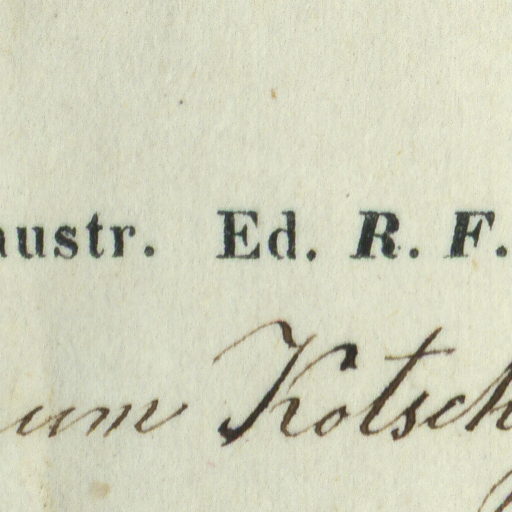 austr. Ed. R. F.
um Kotsch